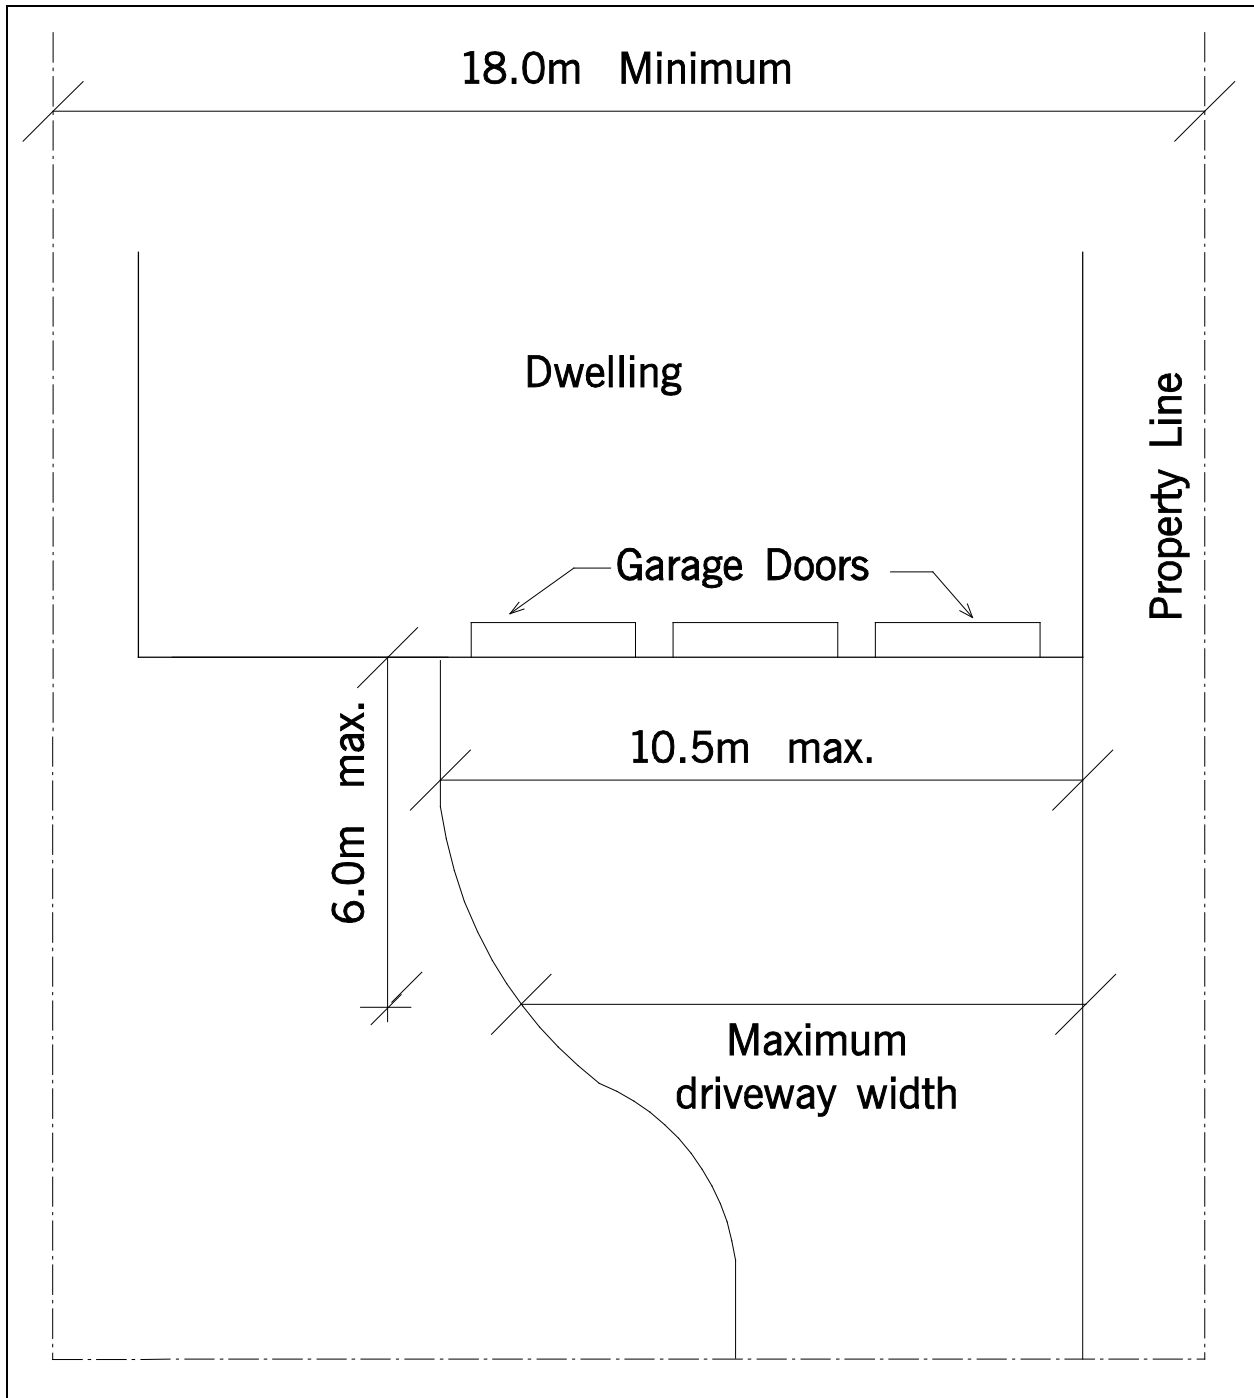 18.0m Minimum
Dwelling
Property Line
Garage Doors
6.0m max.
10.5m max.
Maximum
driveway width